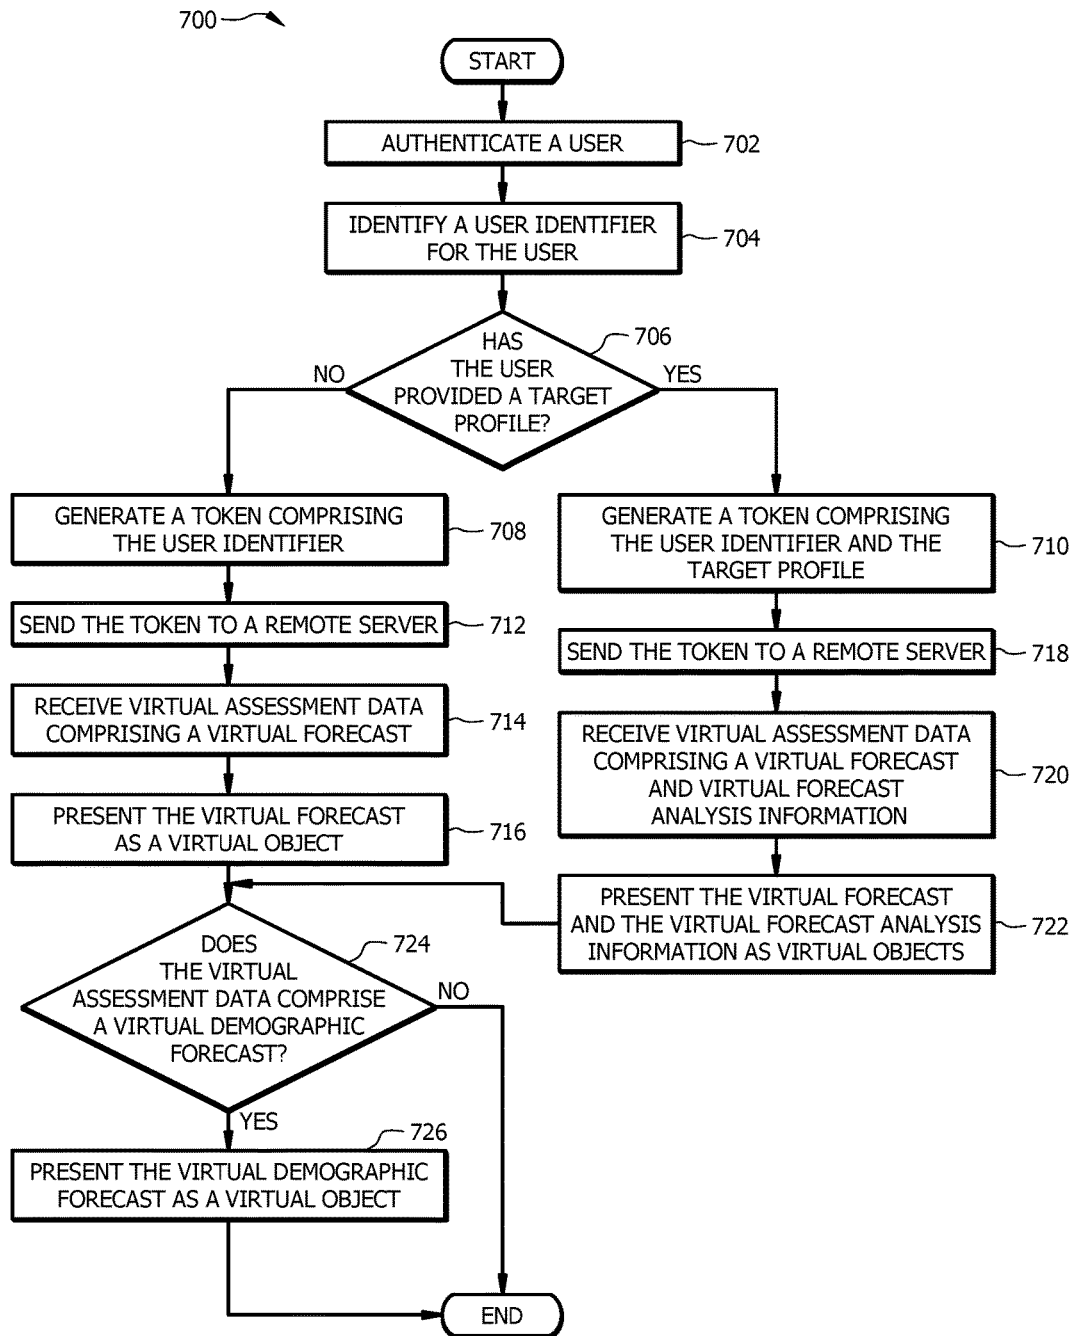 700
START
AUTHENTICATE A USER
702
IDENTIFY A USER IDENTIFIER
FOR THE USER
704
HAS
THE USER
PROVIDED A TARGET
PROFILE?
706
NO
YES
GENERATE A TOKEN COMPRISING
THE USER IDENTIFIER
708
GENERATE A TOKEN COMPRISING
THE USER IDENTIFIER AND THE
TARGET PROFILE
710
SEND THE TOKEN TO A REMOTE SERVER
712
SEND THE TOKEN TO A REMOTE SERVER
718
RECEIVE VIRTUAL ASSESSMENT DATA
COMPRISING A VIRTUAL FORECAST
714
RECEIVE VIRTUAL ASSESSMENT DATA
COMPRISING A VIRTUAL FORECAST
AND VIRTUAL FORECAST
ANALYSIS INFORMATION
720
PRESENT THE VIRTUAL FORECAST
AS A VIRTUAL OBJECT
716
PRESENT THE VIRTUAL FORECAST
AND THE VIRTUAL FORECAST ANALYSIS
INFORMATION AS VIRTUAL OBJECTS
722
DOES
THE VIRTUAL
ASSESSMENT DATA COMPRISE
A VIRTUAL DEMOGRAPHIC
FORECAST?
724
NO
YES
726
PRESENT THE VIRTUAL DEMOGRAPHIC
FORECAST AS A VIRTUAL OBJECT
END